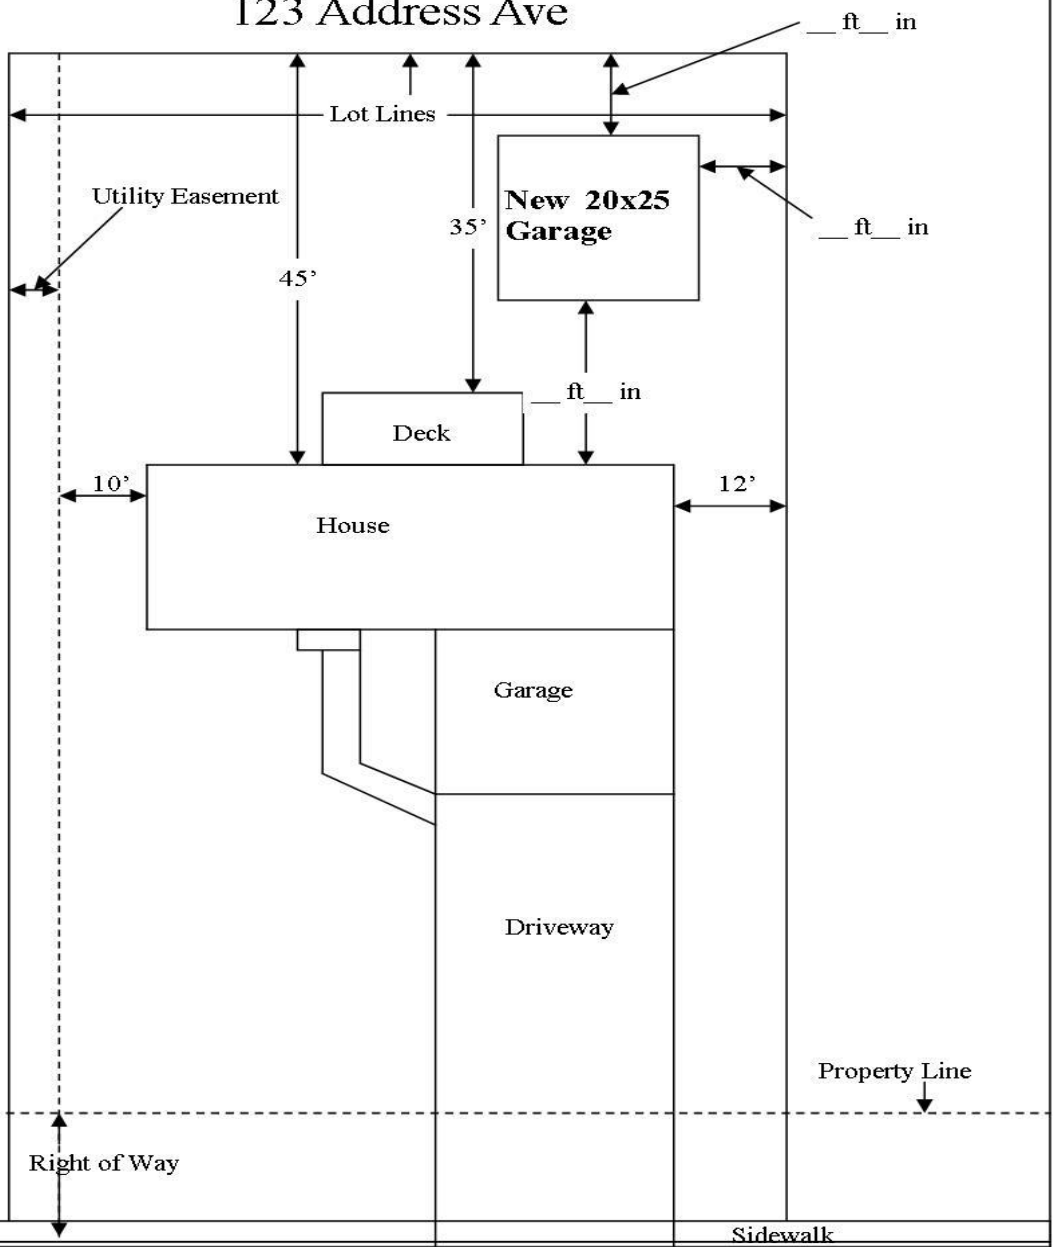 123 Address Ave
__ ft__ in
Lot Lines
Utility Easement
New 20x25
Garage
35’
__ ft__ in
45’
__ ft__ in
Deck
10’
12’
House
Garage
Driveway
Property Line
Right of Way
Sidewalk